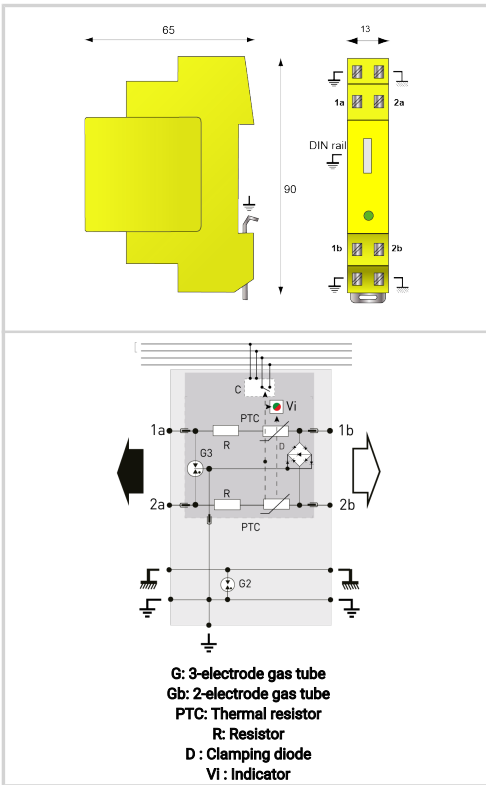 65
13
1a
2a
DIN rail
90
1b
2b
C
Vi
PTC
1a
1b
R
D
G3
R
2a
2b
PTC
G2
G: 3-electrode gas tube
Gb: 2-electrode gas tube
PTC: Thermal resistor
R: Resistor
D : Clamping diode
Vi : Indicator